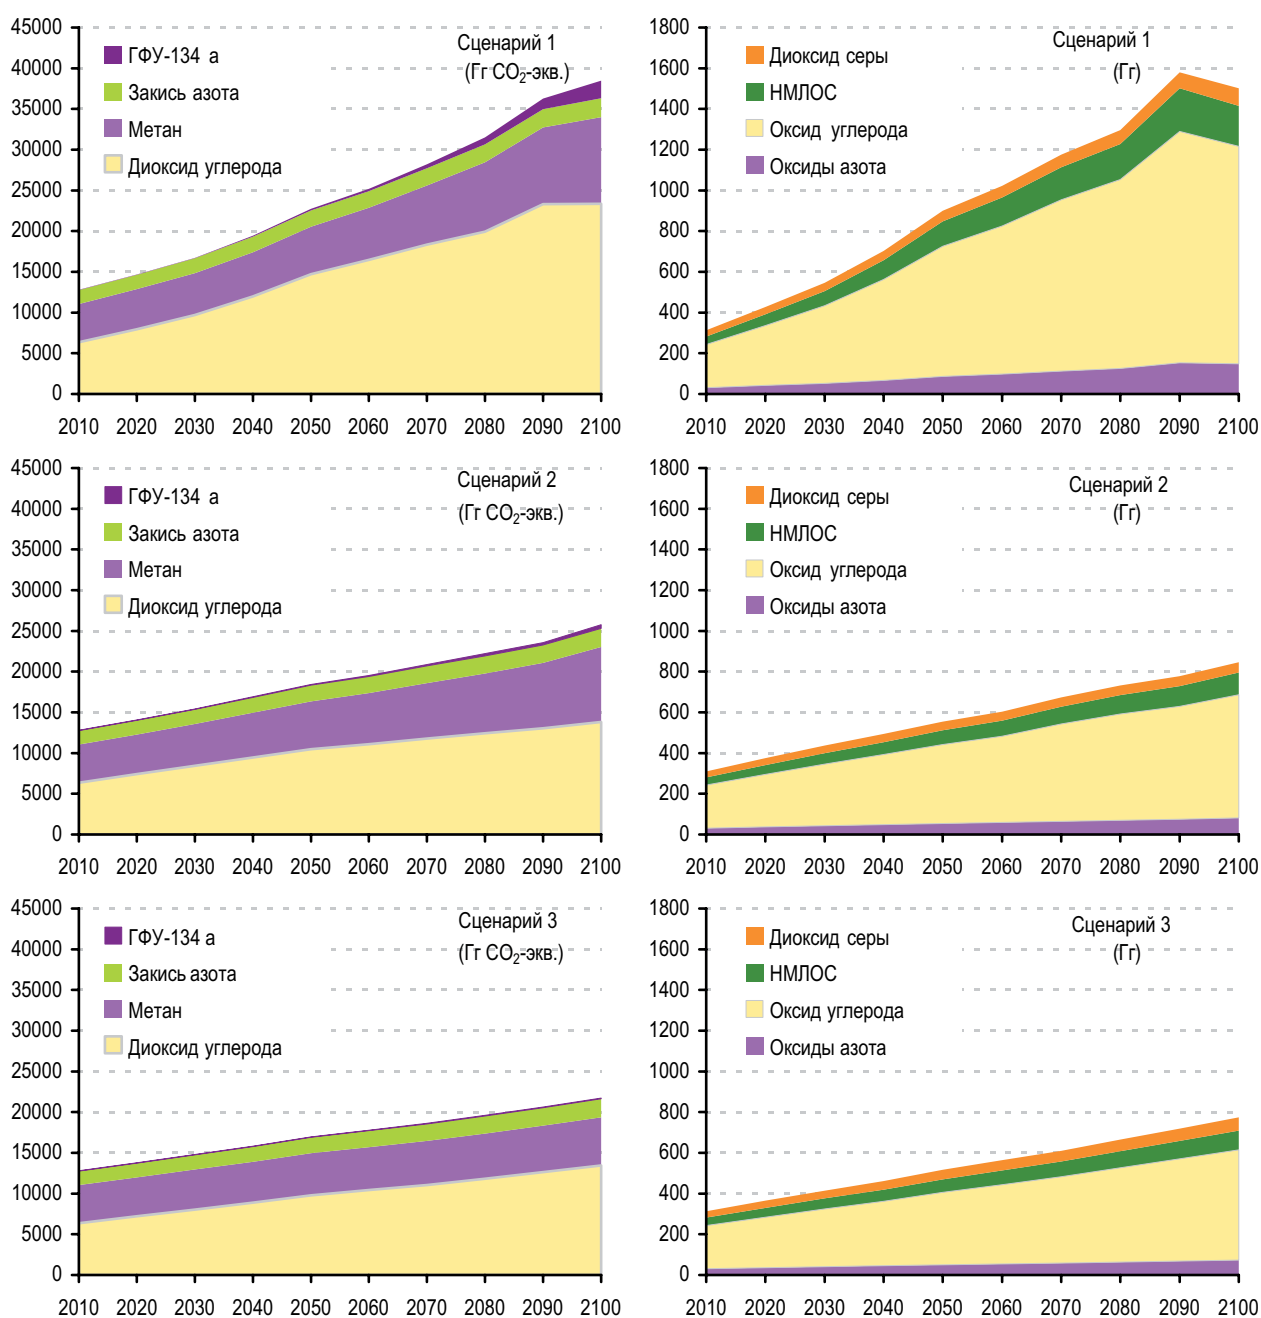 45000
40000
35000
30000
25000
20000
15000
10000
5000
0
ГФУ-134 а
Закись азота
Метан
Диоксид углерода
Сценарий 1
(Гг CO₂-экв.)
2010 2020 2030 2040 2050 2060 2070 2080 2090 2100
1800
1600
1400
1200
1000
800
600
400
200
0
Диоксид серы
НМЛОС
Оксид углерода
Оксиды азота
Сценарий 1
(Гг)
2010 2020 2030 2040 2050 2060 2070 2080 2090 2100
45000
40000
35000
30000
25000
20000
15000
10000
5000
0
ГФУ-134 а
Закись азота
Метан
Диоксид углерода
Сценарий 2
(Гг CO₂-экв.)
2010 2020 2030 2040 2050 2060 2070 2080 2090 2100
1800
1600
1400
1200
1000
800
600
400
200
0
Диоксид серы
НМЛОС
Оксид углерода
Оксиды азота
Сценарий 2
(Гг)
2010 2020 2030 2040 2050 2060 2070 2080 2090 2100
45000
40000
35000
30000
25000
20000
15000
10000
5000
0
ГФУ-134 а
Закись азота
Метан
Диоксид углерода
Сценарий 3
(Гг CO₂-экв.)
2010 2020 2030 2040 2050 2060 2070 2080 2090 2100
1800
1600
1400
1200
1000
800
600
400
200
0
Диоксид серы
НМЛОС
Оксид углерода
Оксиды азота
Сценарий 3
(Гг)
2010 2020 2030 2040 2050 2060 2070 2080 2090 2100